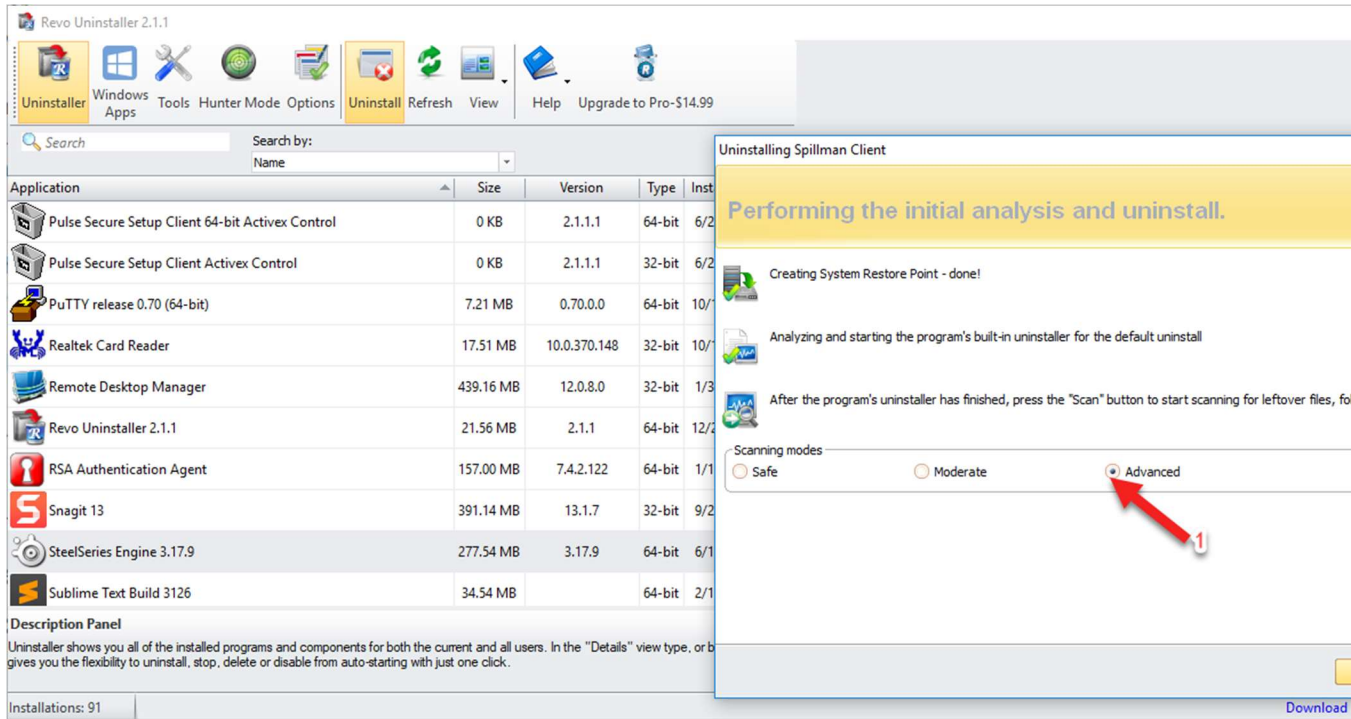 Revo Uninstaller 2.1.1
Uninstaller Windows Apps Tools Hunter Mode Options Uninstall Refresh View Help Upgrade to Pro-$14.99
Search
Search by:
Name
Application Size Version Type Inst
Pulse Secure Setup Client 64-bit Activex Control 0 KB 2.1.1.1 64-bit 6/2
Pulse Secure Setup Client Activex Control 0 KB 2.1.1.1 32-bit 6/2
PuTTY release 0.70 (64-bit) 7.21 MB 0.70.0.0 64-bit 10/1
Realtek Card Reader 17.51 MB 10.0.370.148 32-bit 10/1
Remote Desktop Manager 439.16 MB 12.0.8.0 32-bit 1/3
Revo Uninstaller 2.1.1 21.56 MB 2.1.1 64-bit 12/2
RSA Authentication Agent 157.00 MB 7.4.2.122 64-bit 1/1
Snagit 13 391.14 MB 13.1.7 32-bit 9/2
SteelSeries Engine 3.17.9 277.54 MB 3.17.9 64-bit 6/1
Sublime Text Build 3126 34.54 MB 64-bit 2/1
Description Panel
Uninstaller shows you all of the installed programs and components for both the current and all users. In the "Details" view type, or b
gives you the flexibility to uninstall, stop, delete or disable from auto-starting with just one click.
Installations: 91
Uninstalling Spillman Client
Performing the initial analysis and uninstall.
Creating System Restore Point - done!
Analyzing and starting the program's built-in uninstaller for the default uninstall
After the program's uninstaller has finished, press the "Scan" button to start scanning for leftover files, fol
Scanning modes
Safe Moderate Advanced
1
Download